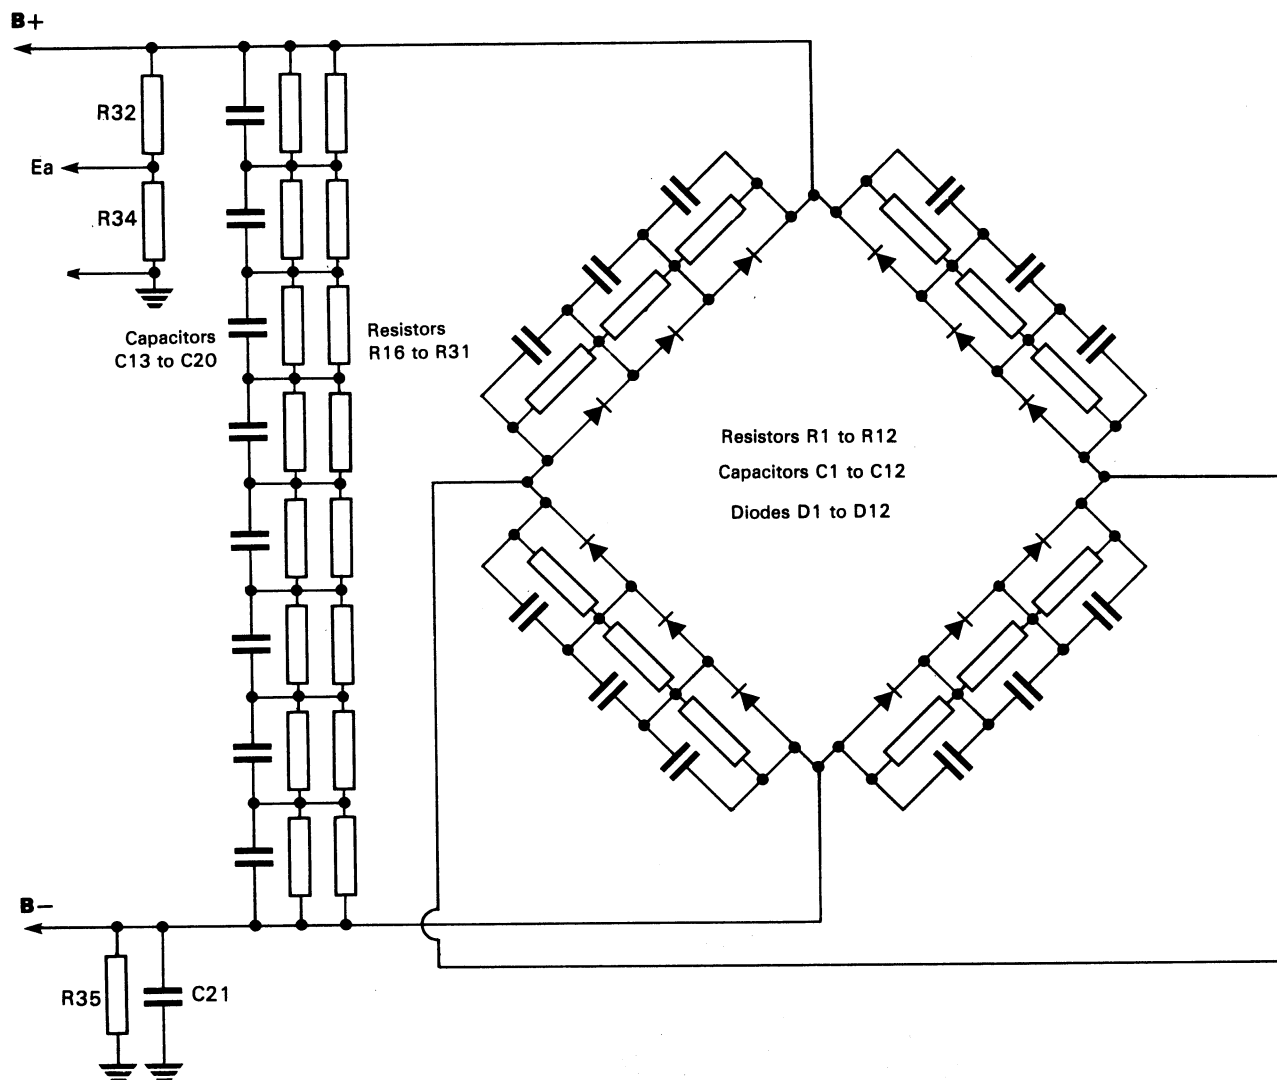 B+
R32
Ea
R34
Capacitors
C13 to C20
Resistors
R16 to R31
Resistors R1 to R12
Capacitors C1 to C12
Diodes D1 to D12
B−
R35
C21